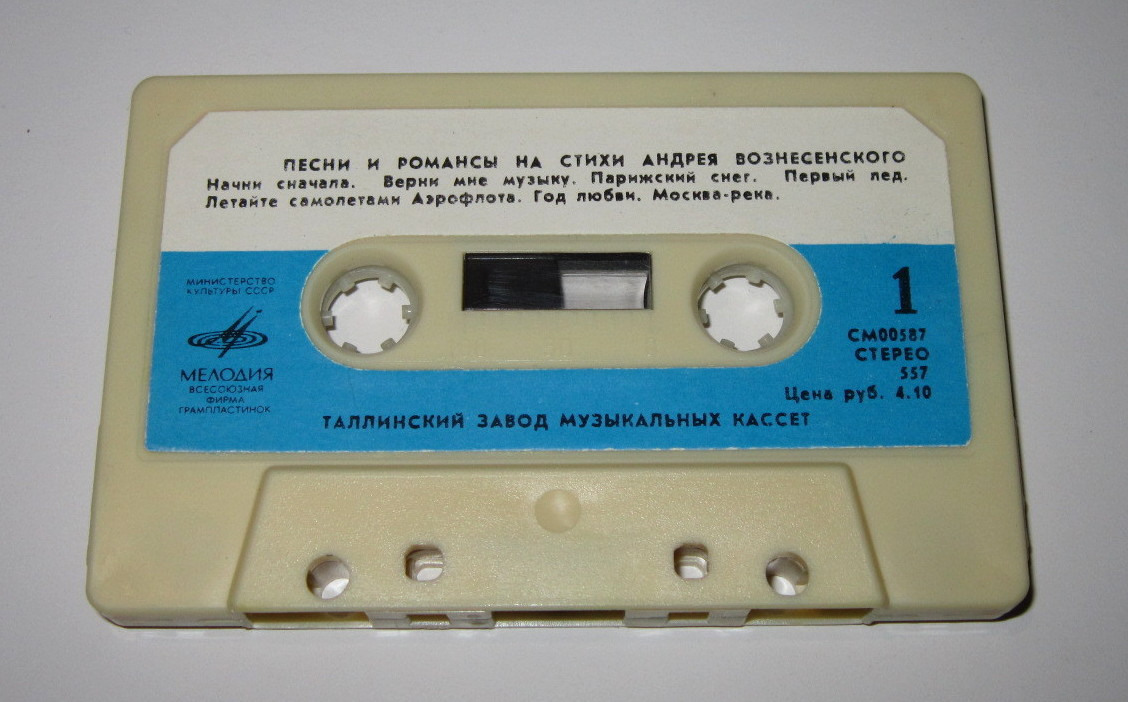 ПЕСНИ И РОМАНСЫ НА СТИХИ АНДРЕЯ ВОЗНЕСЕНСКОГО
Начни сначала. Верни мне музыку. Парижский снег. Первый лед.
Летайте самолетами Аэрофлота. Год любви. Москва-река.
МИНИСТЕРСТВО
КУЛЬТУРЫ СССР
МЕЛОДИЯ
ВСЕСОЮЗНАЯ
ФИРМА
ГРАМПЛАСТИНОК
1
СМ00587
СТЕРЕО
557
Цена руб. 4.10
ТАЛЛИНСКИЙ ЗАВОД МУЗЫКАЛЬНЫХ КАССЕТ